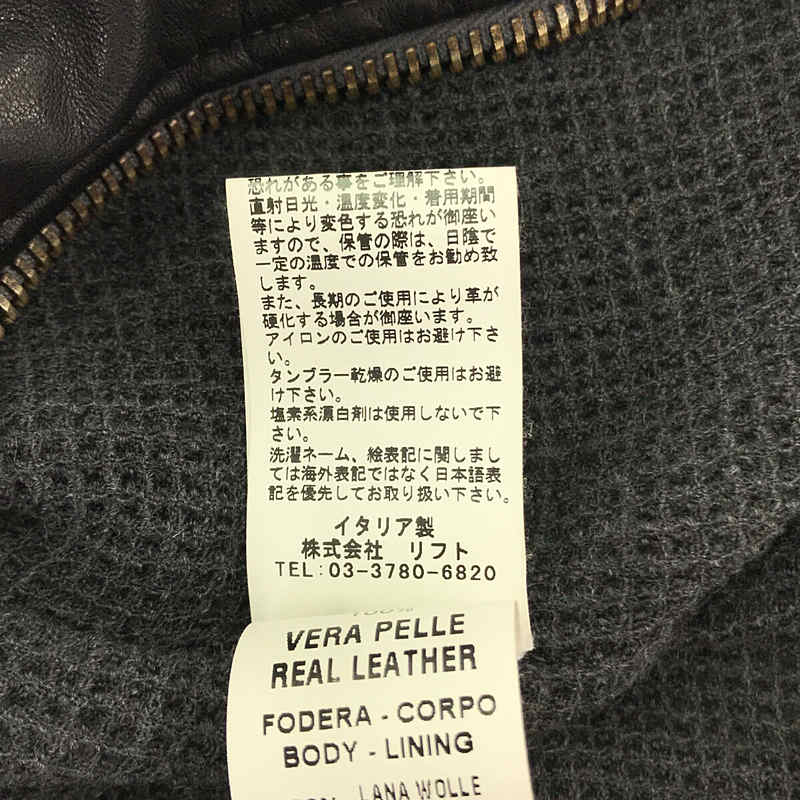 恐れがある事をご理解下さい。
直射日光・温度変化・着用期間
等により変色する恐れが御座い
ますので、保管の際は、日陰で
一定の温度での保管をお勧め致
します。
また、長期のご使用により革が
硬化する場合が御座います。
アイロンのご使用はお避け下さ
い。
タンブラー乾燥のご使用はお避
け下さい。
塩素系漂白剤は使用しないで下
さい。
洗濯ネーム、絵表記に関しまし
ては海外表記ではなく日本語表
記を優先してお取り扱い下さい。
イタリア製
株式会社 リフト
TEL:03-3780-6820
100%
VERA PELLE
REAL LEATHER
FODERA - CORPO
BODY - LINING
LANA WOLLE